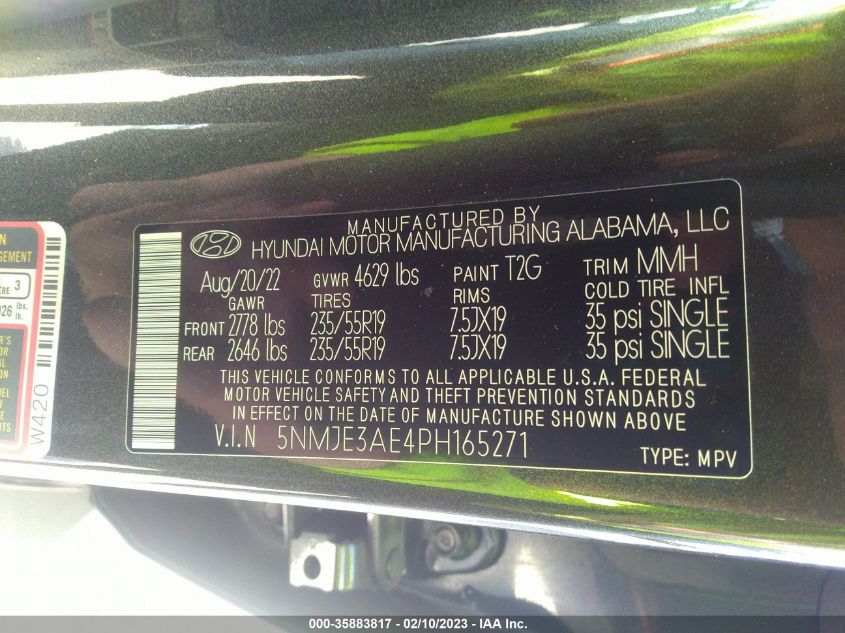 MANUFACTURED BY
HYUNDAI MOTOR MANUFACTURING ALABAMA, LLC
Aug/20/22 GVWR 4629 lbs PAINT T2G TRIM MMH
GAWR TIRES RIMS COLD TIRE INFL
FRONT 2778 lbs 235/55R19 7.5JX19 35 psi SINGLE
REAR 2646 lbs 235/55R19 7.5JX19 35 psi SINGLE
THIS VEHICLE CONFORMS TO ALL APPLICABLE U.S.A. FEDERAL
MOTOR VEHICLE SAFETY AND THEFT PREVENTION STANDARDS
IN EFFECT ON THE DATE OF MANUFACTURE SHOWN ABOVE
V.I.N 5NMJE3AE4PH165271
TYPE: MPV
3
lbs.
lb.
W420
000-35883817 - 02/10/2023 - IAA Inc.